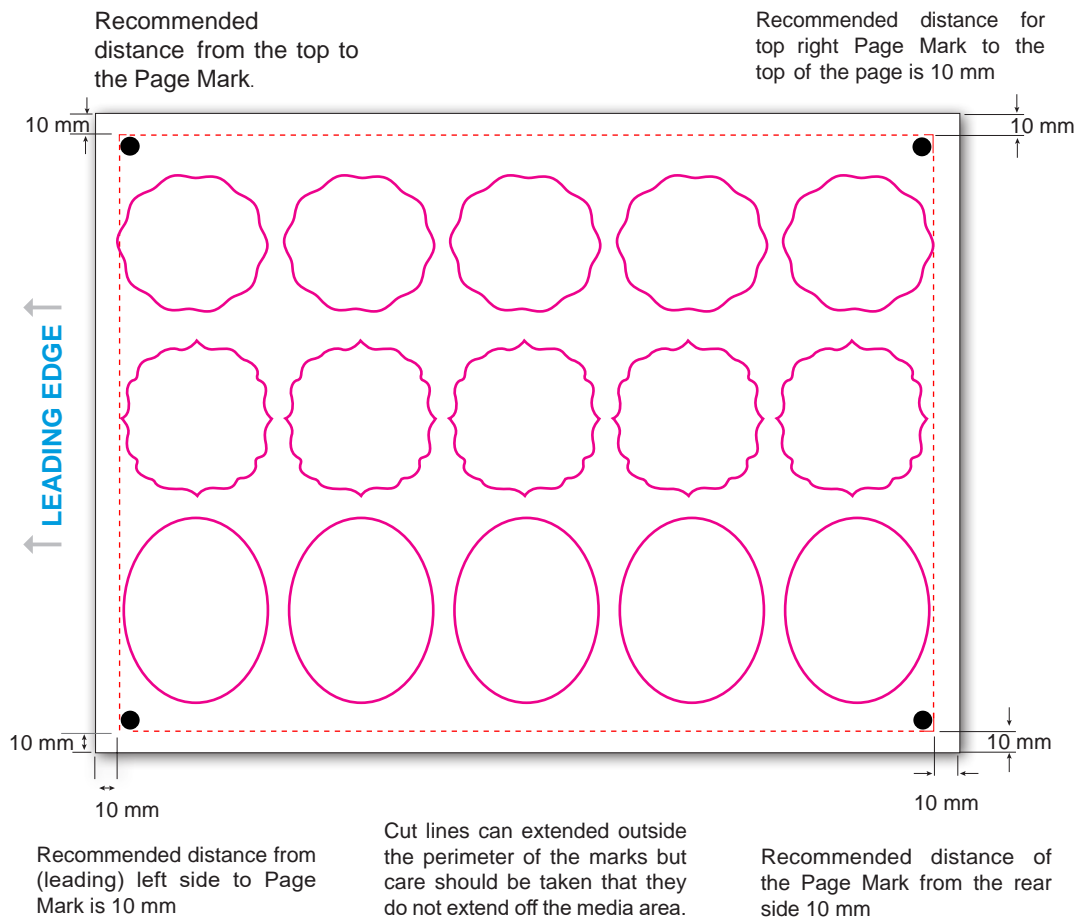 Recommended
distance from the top to
the Page Mark.
Recommended distance for
top right Page Mark to the
top of the page is 10 mm
10 mm
10 mm
LEADING EDGE
10 mm
10 mm
10 mm
10 mm
Recommended distance from
(leading) left side to Page
Mark is 10 mm
Cut lines can extended outside
the perimeter of the marks but
care should be taken that they
do not extend off the media area.
Recommended distance of
the Page Mark from the rear
side 10 mm